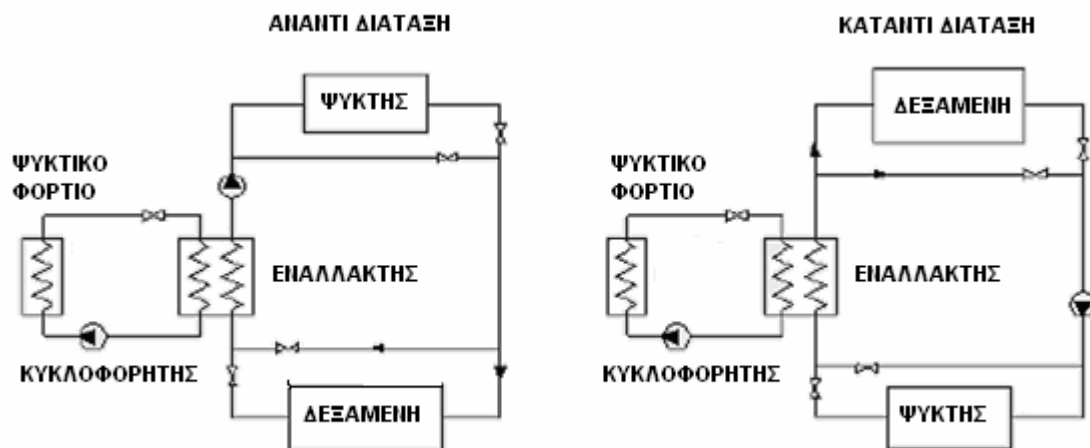 ΑΝΑΝΤΙ ΔΙΑΤΑΞΗ
ΨΥΚΤΗΣ
ΨΥΚΤΙΚΟ
ΦΟΡΤΙΟ
ΕΝΑΛΛΑΚΤΗΣ
ΚΥΚΛΟΦΟΡΗΤΗΣ
ΔΕΞΑΜΕΝΗ
ΚΑΤΑΝΤΙ ΔΙΑΤΑΞΗ
ΔΕΞΑΜΕΝΗ
ΨΥΚΤΙΚΟ
ΦΟΡΤΙΟ
ΕΝΑΛΛΑΚΤΗΣ
ΚΥΚΛΟΦΟΡΗΤΗΣ
ΨΥΚΤΗΣ